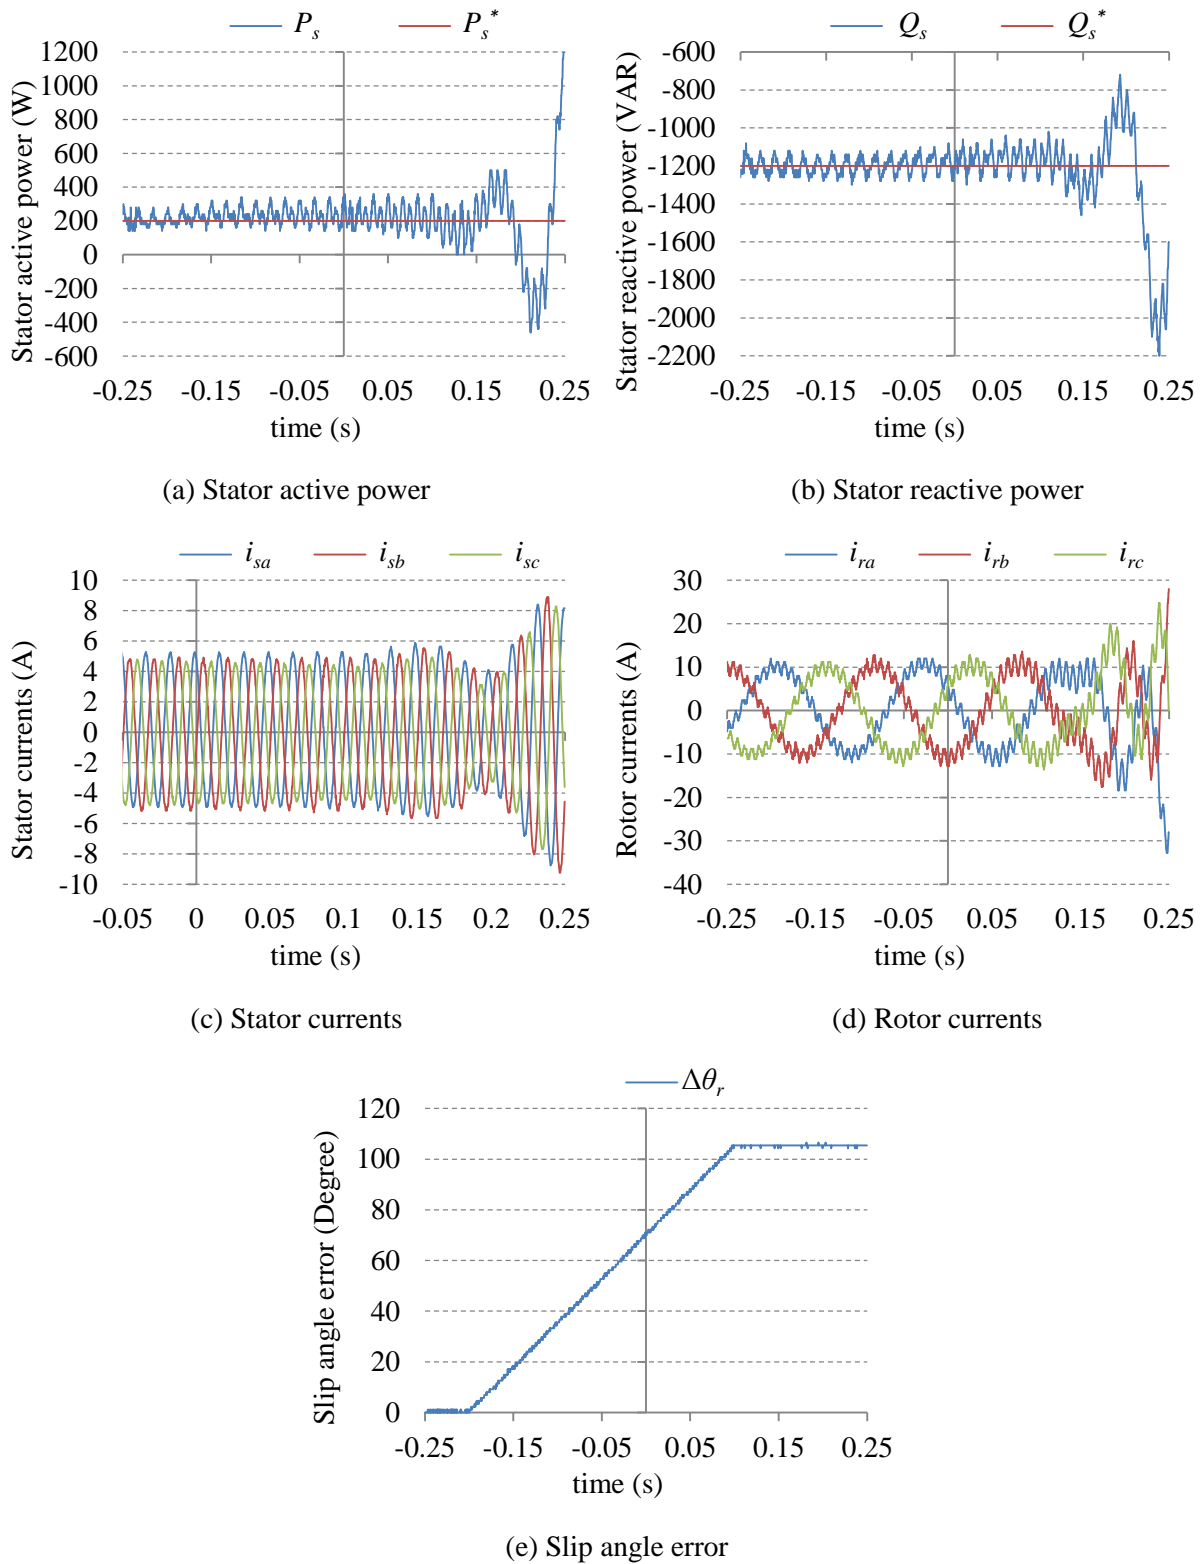 P_s P_s^*
Stator active power (W)
1200
1000
800
600
400
200
0
-200
-400
-600
-0.25 -0.15 -0.05 0.05 0.15 0.25
time (s)
(a) Stator active power
Q_s Q_s^*
Stator reactive power (VAR)
-600
-800
-1000
-1200
-1400
-1600
-1800
-2000
-2200
-0.25 -0.15 -0.05 0.05 0.15 0.25
time (s)
(b) Stator reactive power
i_sa i_sb i_sc
Stator currents (A)
10
8
6
4
2
0
-2
-4
-6
-8
-10
-0.05 0 0.05 0.1 0.15 0.2 0.25
time (s)
(c) Stator currents
i_ra i_rb i_rc
Rotor currents (A)
30
20
10
0
-10
-20
-30
-40
-0.25 -0.15 -0.05 0.05 0.15 0.25
time (s)
(d) Rotor currents
Δθ_r
Slip angle error (Degree)
120
100
80
60
40
20
0
-0.25 -0.15 -0.05 0.05 0.15 0.25
time (s)
(e) Slip angle error